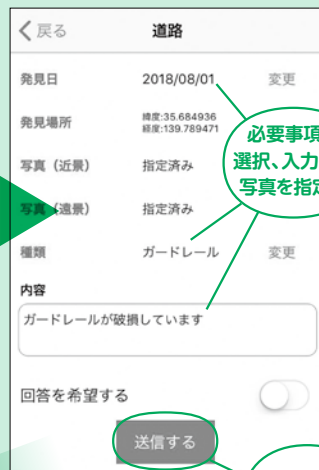 戻る 道路
発見日 2018/08/01 変更
発見場所 緯度:35.684936
経度:139.789471
必要事項
写真（近景） 指定済み 選択、入力
写真を指定
写真（遠景） 指定済み
種類 ガードレール 変更
内容
ガードレールが破損しています
回答を希望する
送信する